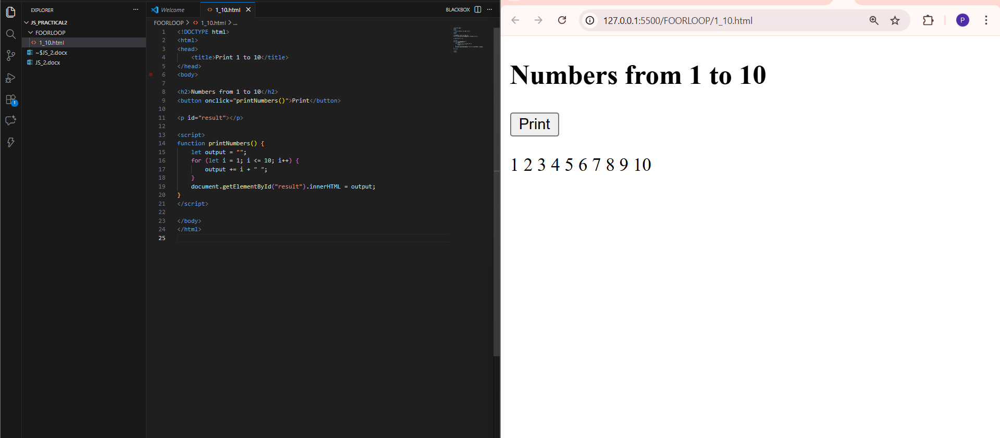 EXPLORER
JS_PRACTICAL2
FOORLOOP
1_10.html
~$JS_2.docx
JS_2.docx
1
Welcome
1_10.html
BLACKBOX
FOORLOOP > 1_10.html > ...
1 <!DOCTYPE html>
2 <html>
3 <head>
4     <title>Print 1 to 10</title>
5 </head>
6 <body>
7
8 <h2>Numbers from 1 to 10</h2>
9 <button onclick="printNumbers()">Print</button>
10
11 <p id="result"></p>
12
13 <script>
14 function printNumbers() {
15     let output = "";
16     for (let i = 1; i <= 10; i++) {
17         output += i + " ";
18     }
19     document.getElementById("result").innerHTML = output;
20 }
21 </script>
22
23 </body>
24 </html>
25
127.0.0.1:5500/FOORLOOP/1_10.html
P
Numbers from 1 to 10
Print
1 2 3 4 5 6 7 8 9 10